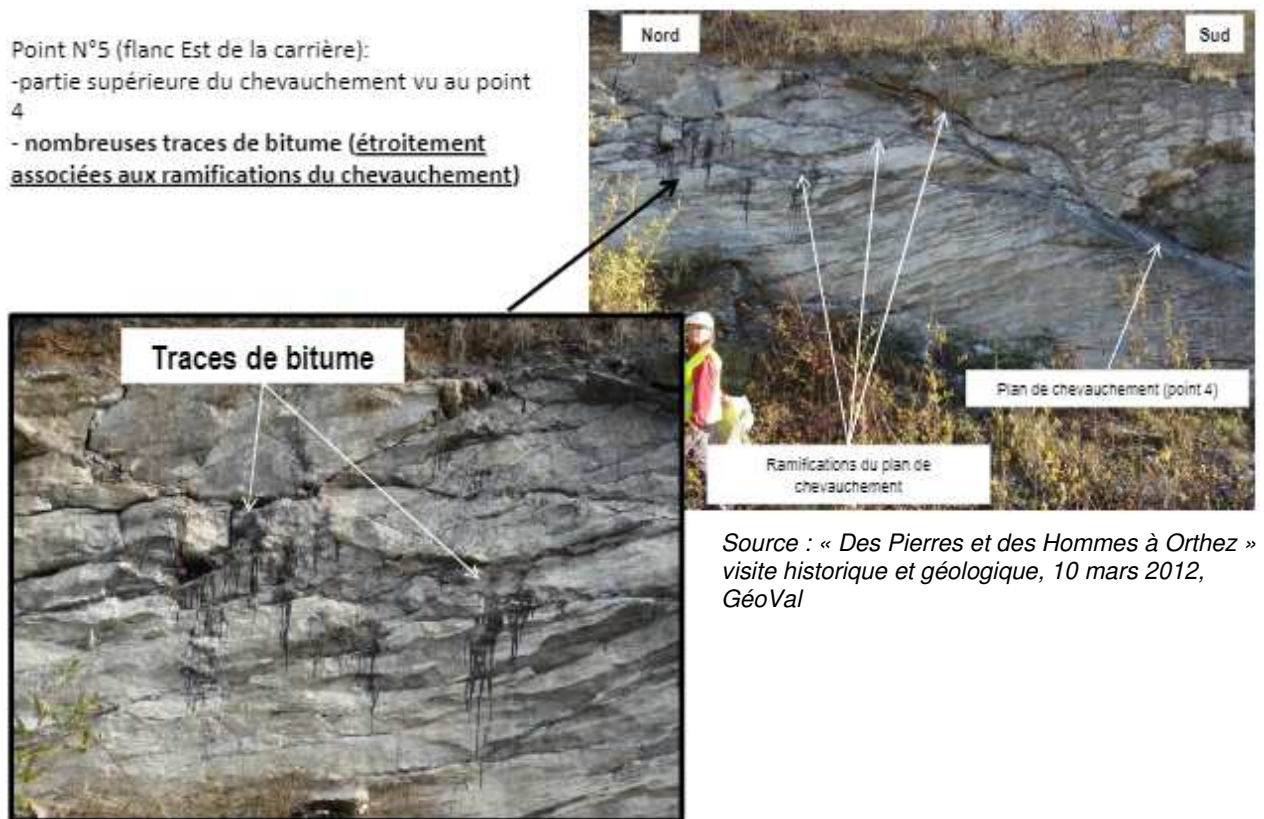 Point N°5 (flanc Est de la carrière):
-partie supérieure du chevauchement vu au point
4
- nombreuses traces de bitume (étroitement
associées aux ramifications du chevauchement)
Nord
Sud
Plan de chevauchement (point 4)
Ramifications du plan de
chevauchement
Traces de bitume
Source : « Des Pierres et des Hommes à Orthez »
visite historique et géologique, 10 mars 2012,
GéoVal